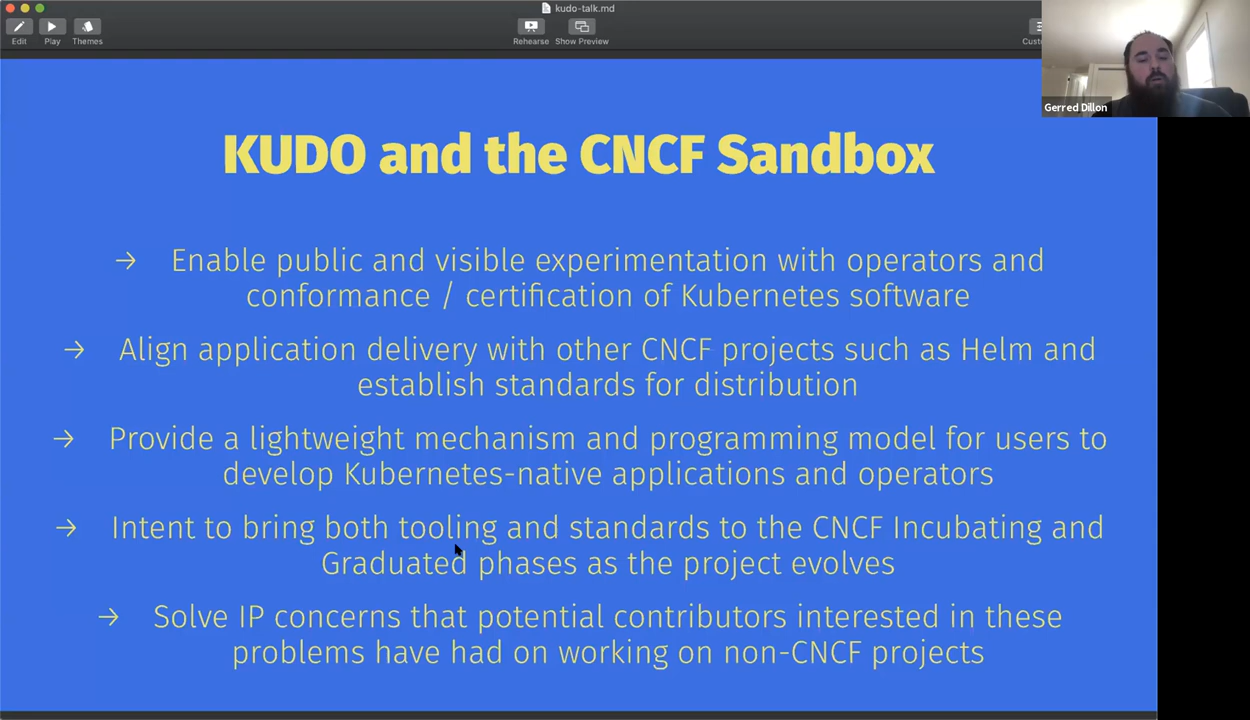 kudo-talk.md
Edit
Play
Themes
Rehearse
Show Preview
Gerred Dillon
KUDO and the CNCF Sandbox
→ Enable public and visible experimentation with operators and
conformance / certification of Kubernetes software
→ Align application delivery with other CNCF projects such as Helm and
establish standards for distribution
→ Provide a lightweight mechanism and programming model for users to
develop Kubernetes-native applications and operators
→ Intent to bring both tooling and standards to the CNCF Incubating and
Graduated phases as the project evolves
→ Solve IP concerns that potential contributors interested in these
problems have had on working on non-CNCF projects